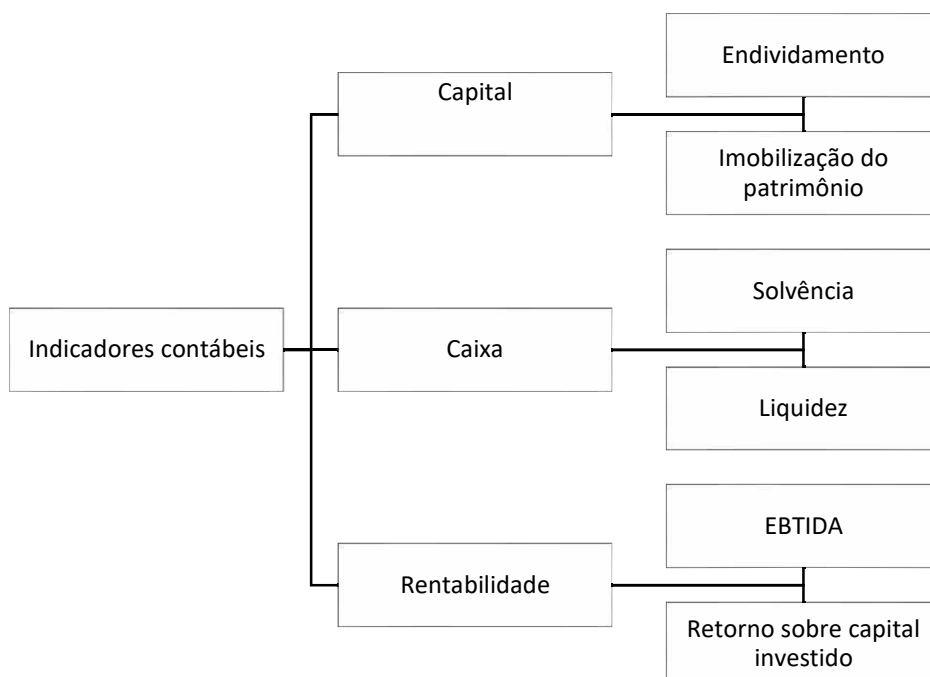 Endividamento
Capital
Imobilização do
patrimônio
Solvência
Indicadores contábeis
Caixa
Liquidez
EBTIDA
Rentabilidade
Retorno sobre capital
investido